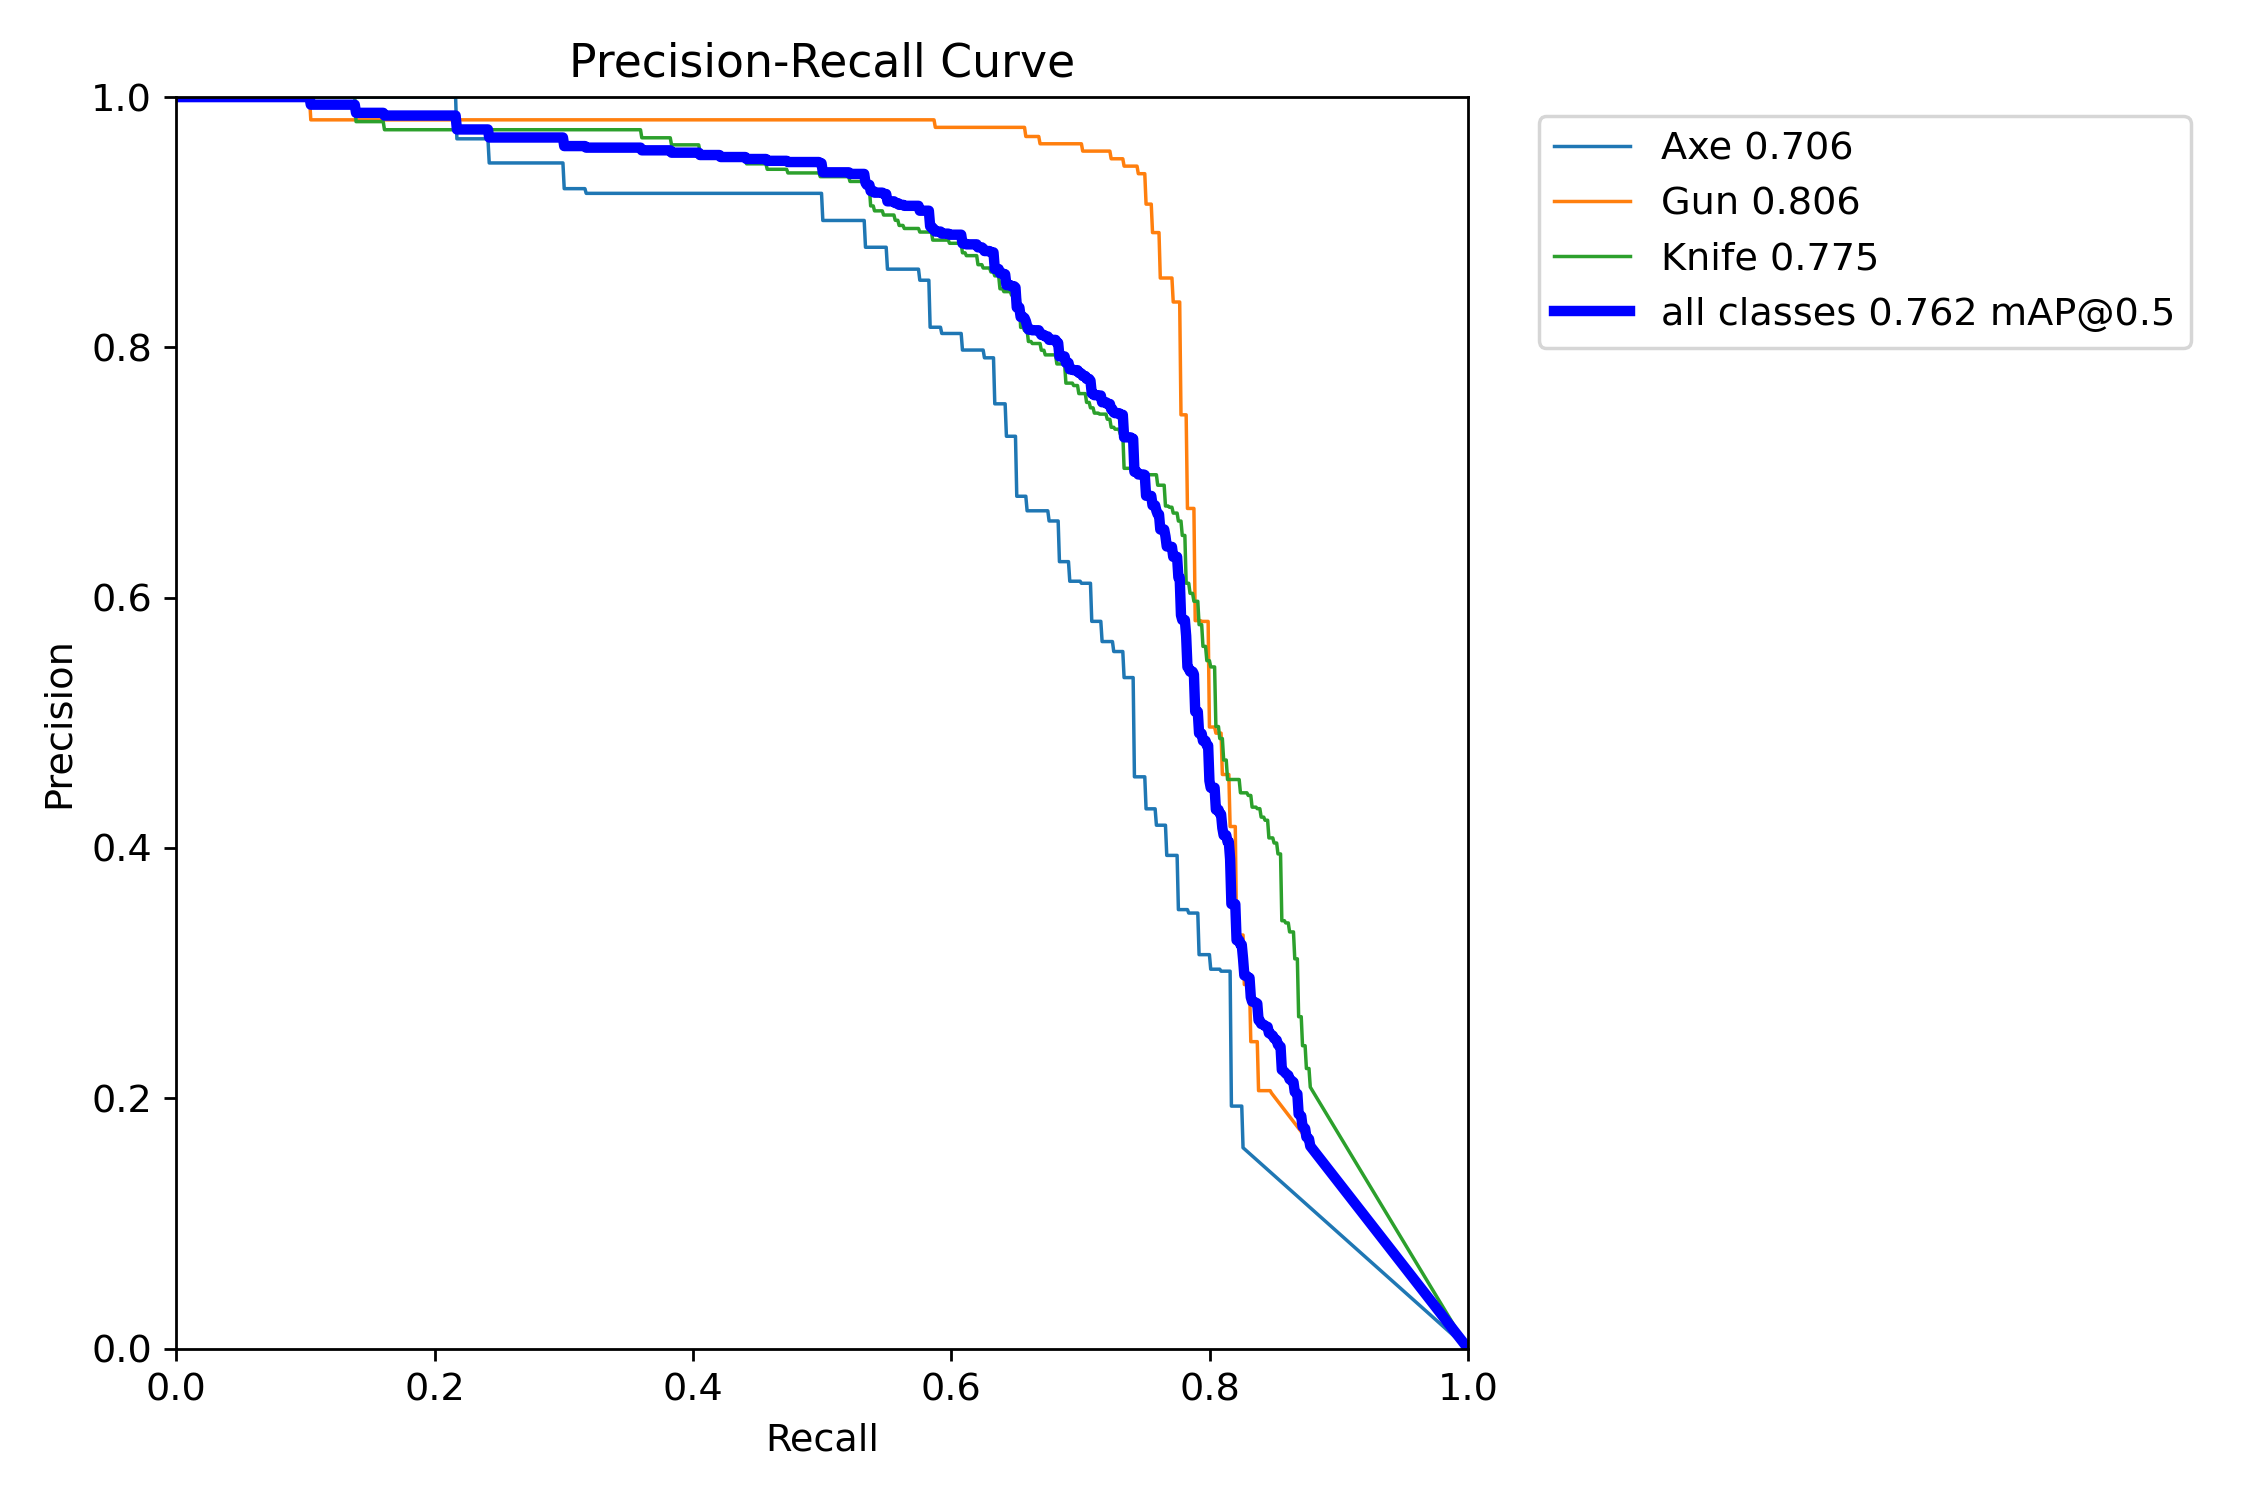 Precision-Recall Curve
1.0
0.8
0.6
0.4
0.2
0.0
Precision
0.0 0.2 0.4 0.6 0.8 1.0
Recall
Axe 0.706
Gun 0.806
Knife 0.775
all classes 0.762 mAP@0.5